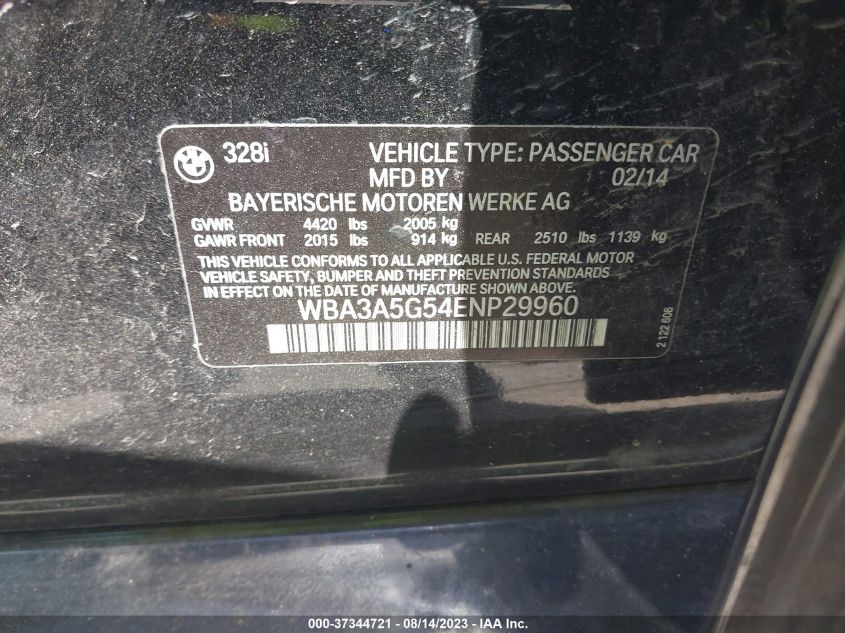 328i VEHICLE TYPE: PASSENGER CAR
MFD BY 02/14
BAYERISCHE MOTOREN WERKE AG
GVWR 4420 lbs 2005 kg
GAWR FRONT 2015 lbs 914 kg REAR 2510 lbs 1139 kg
THIS VEHICLE CONFORMS TO ALL APPLICABLE U.S. FEDERAL MOTOR
VEHICLE SAFETY, BUMPER AND THEFT PREVENTION STANDARDS
IN EFFECT ON THE DATE OF MANUFACTURE SHOWN ABOVE.
WBA3A5G54ENP29960
2 122 606
000-37344721 - 08/14/2023 - IAA Inc.